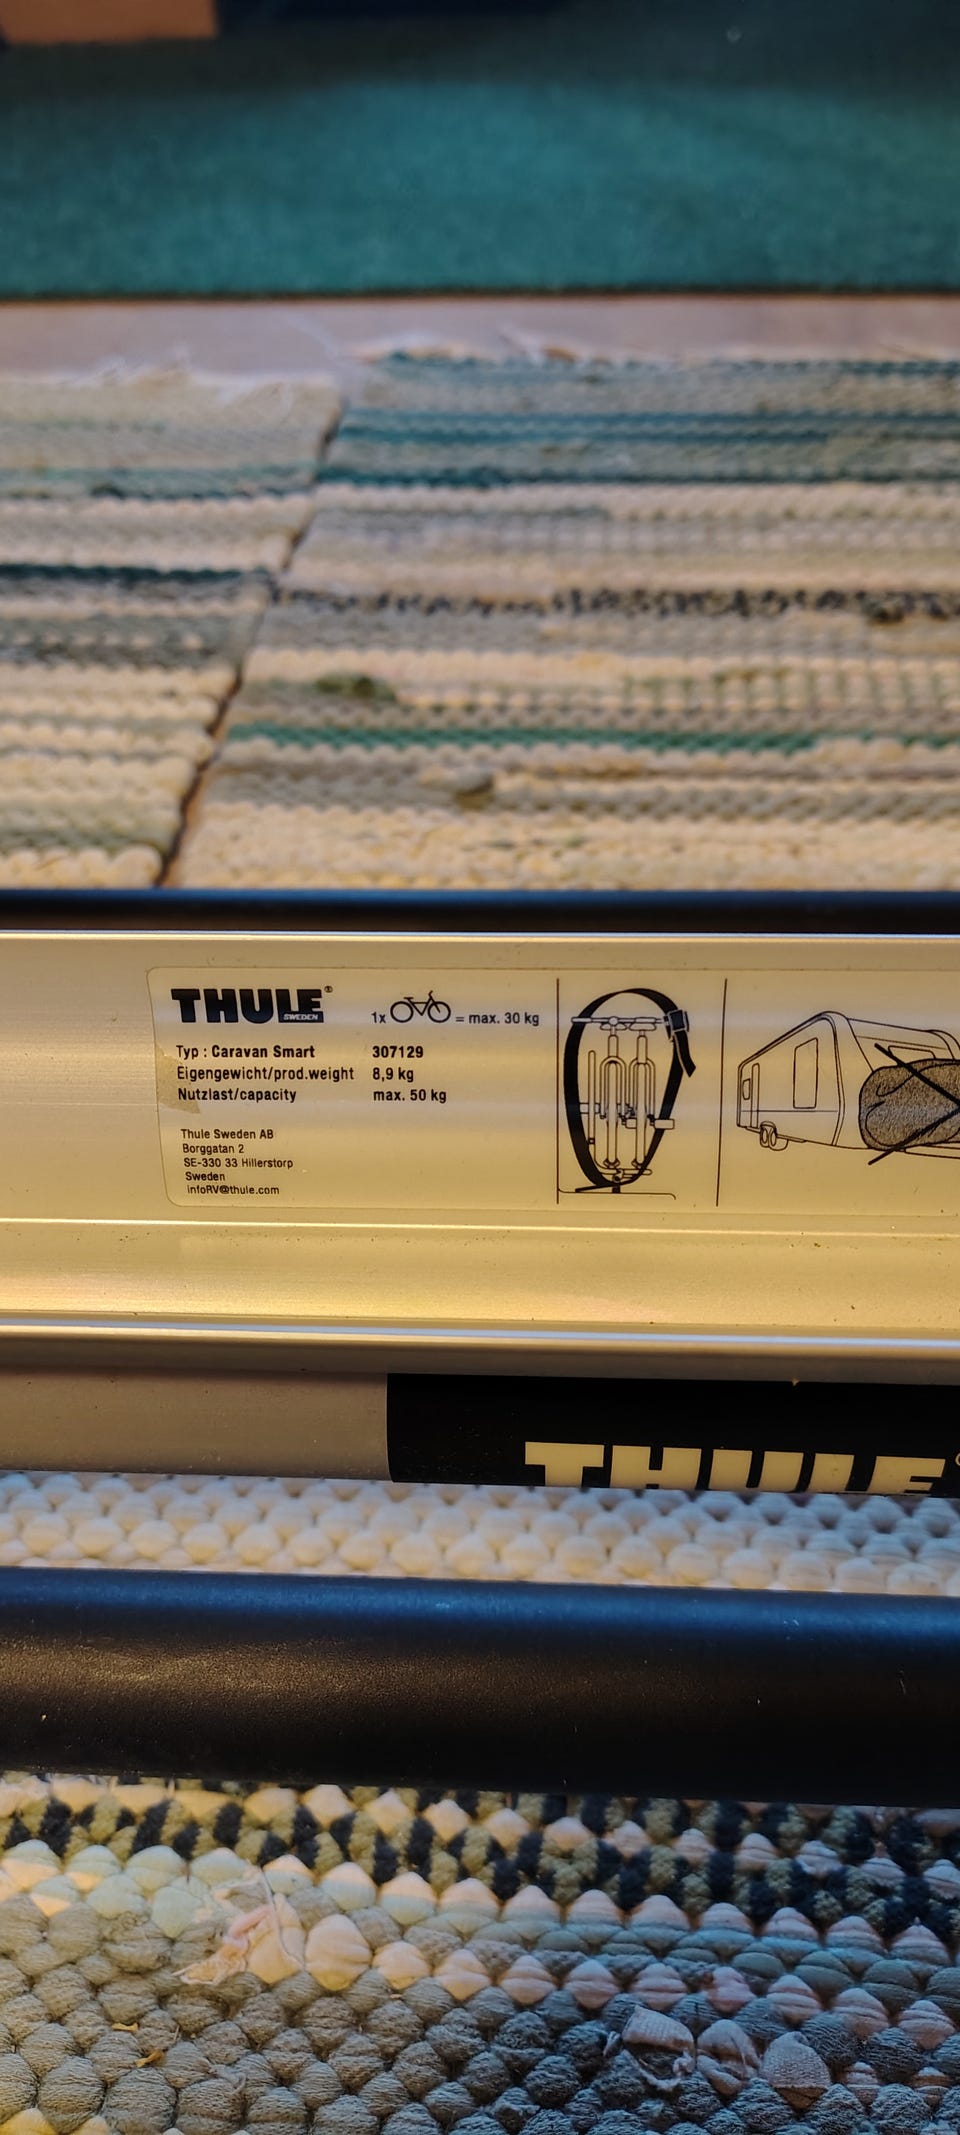 THULE®
SWEDEN
1x = max. 30 kg
Typ : Caravan Smart 307129
Eigengewicht/prod.weight 8,9 kg
Nutzlast/capacity max. 50 kg
Thule Sweden AB
Borggatan 2
SE-330 33 Hillerstorp
Sweden
infoRV@thule.com
THULE